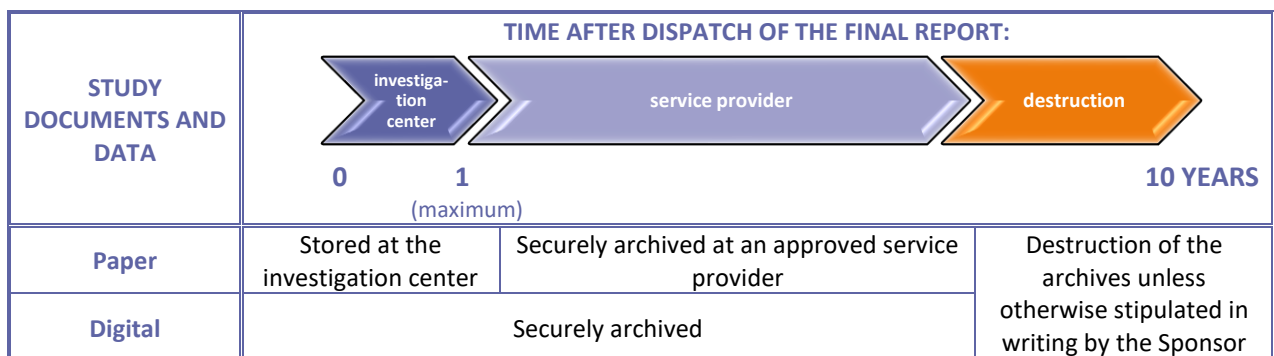 TIME AFTER DISPATCH OF THE FINAL REPORT:
STUDY
DOCUMENTS AND
DATA
investiga-
tion
center
service provider
destruction
0
1
10 YEARS
(maximum)
Paper
Stored at the
investigation center
Securely archived at an approved service
provider
Destruction of the
archives unless
otherwise stipulated in
writing by the Sponsor
Digital
Securely archived